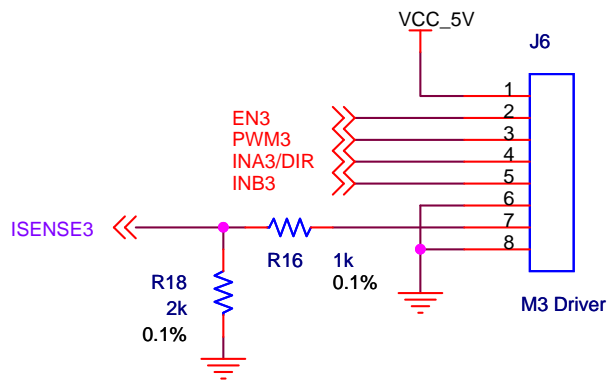 VCC_5V
J6
1
EN3 2
PWM3 3
INA3/DIR 4
INB3 5
6
ISENSE3 7
8
R16 1k
0.1%
R18
2k
0.1%
M3 Driver